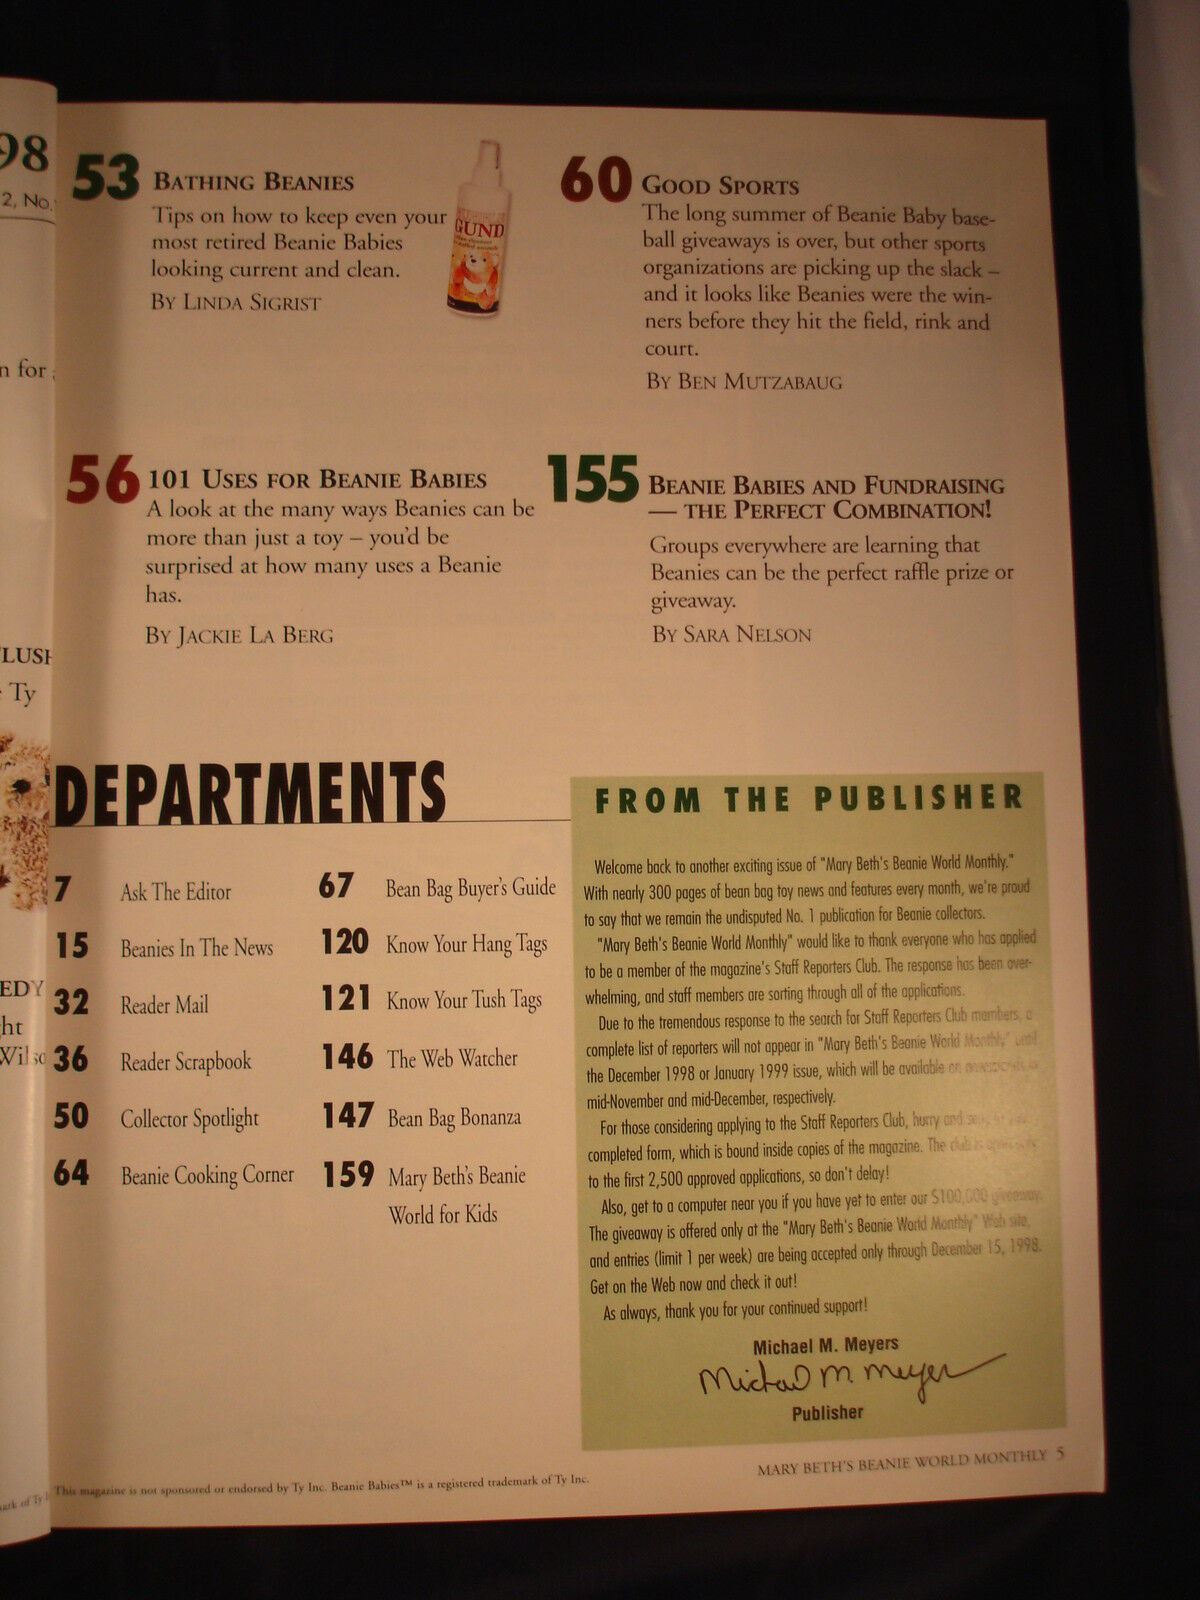 98
2, No.
n for
LUSH
Ty
EDY
ht
Wils
53
BATHING BEANIES
Tips on how to keep even your
most retired Beanie Babies
looking current and clean.
BY LINDA SIGRIST
GUND
60
GOOD SPORTS
The long summer of Beanie Baby base-
ball giveaways is over, but other sports
organizations are picking up the slack –
and it looks like Beanies were the win-
ners before they hit the field, rink and
court.
BY BEN MUTZABAUG
56
101 USES FOR BEANIE BABIES
A look at the many ways Beanies can be
more than just a toy – you'd be
surprised at how many uses a Beanie
has.
BY JACKIE LA BERG
155
BEANIE BABIES AND FUNDRAISING
— THE PERFECT COMBINATION!
Groups everywhere are learning that
Beanies can be the perfect raffle prize or
giveaway.
BY SARA NELSON
DEPARTMENTS
7 Ask The Editor
15 Beanies In The News
32 Reader Mail
36 Reader Scrapbook
50 Collector Spotlight
64 Beanie Cooking Corner
67 Bean Bag Buyer's Guide
120 Know Your Hang Tags
121 Know Your Tush Tags
146 The Web Watcher
147 Bean Bag Bonanza
159 Mary Beth's Beanie
World for Kids
FROM THE PUBLISHER
Welcome back to another exciting issue of "Mary Beth's Beanie World Monthly."
With nearly 300 pages of bean bag toy news and features every month, we're proud
to say that we remain the undisputed No. 1 publication for Beanie collectors.
"Mary Beth's Beanie World Monthly" would like to thank everyone who has applied
to be a member of the magazine's Staff Reporters Club. The response has been over-
whelming, and staff members are sorting through all of the applications.
Due to the tremendous response to the search for Staff Reporters Club members, a
complete list of reporters will not appear in "Mary Beth's Beanie World Monthly" until
the December 1998 or January 1999 issue, which will be available on
mid-November and mid-December, respectively.
For those considering applying to the Staff Reporters Club, hurry and
completed form, which is bound inside copies of the magazine. The club is
to the first 2,500 approved applications, so don't delay!
Also, get to a computer near you if you have yet to enter our $100,000 giveaway.
The giveaway is offered only at the "Mary Beth's Beanie World Monthly" Web site,
and entries (limit 1 per week) are being accepted only through December 15, 1998.
Get on the Web now and check it out!
As always, thank you for your continued support!
Michael M. Meyers
Michael M. Meyers
Publisher
MARY BETH'S BEANIE WORLD MONTHLY 5
This magazine is not sponsored or endorsed by Ty Inc. Beanie Babies™ is a registered trademark of Ty Inc.